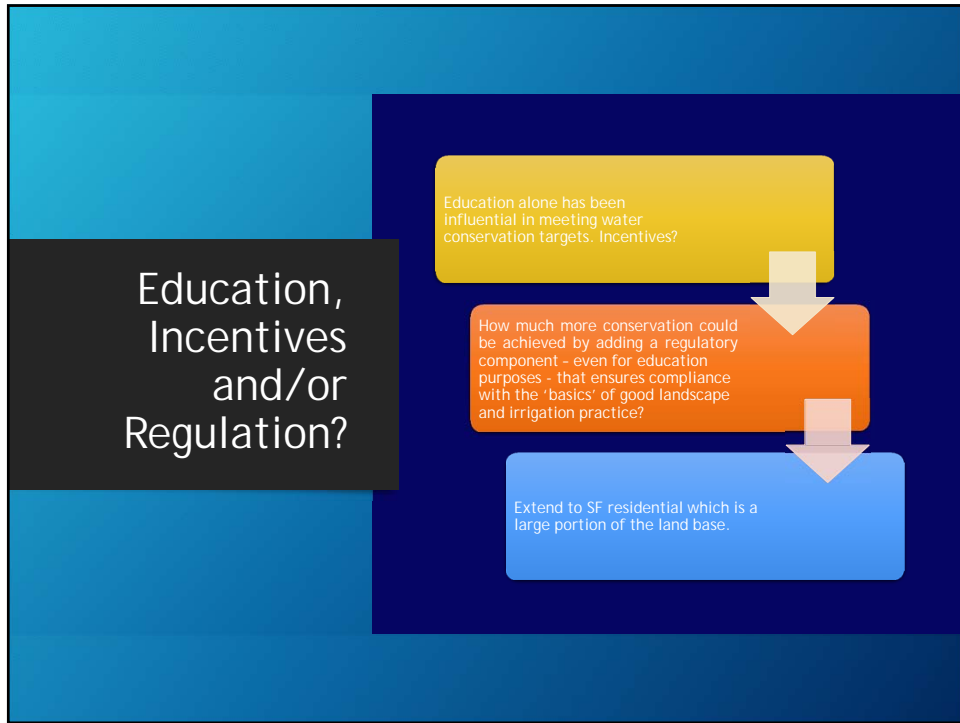 Education,
Incentives
and/or
Regulation?
Education alone has been
influential in meeting water
conservation targets. Incentives?
How much more conservation could
be achieved by adding a regulatory
component - even for education
purposes - that ensures compliance
with the ‘basics’ of good landscape
and irrigation practice?
Extend to SF residential which is a
large portion of the land base.